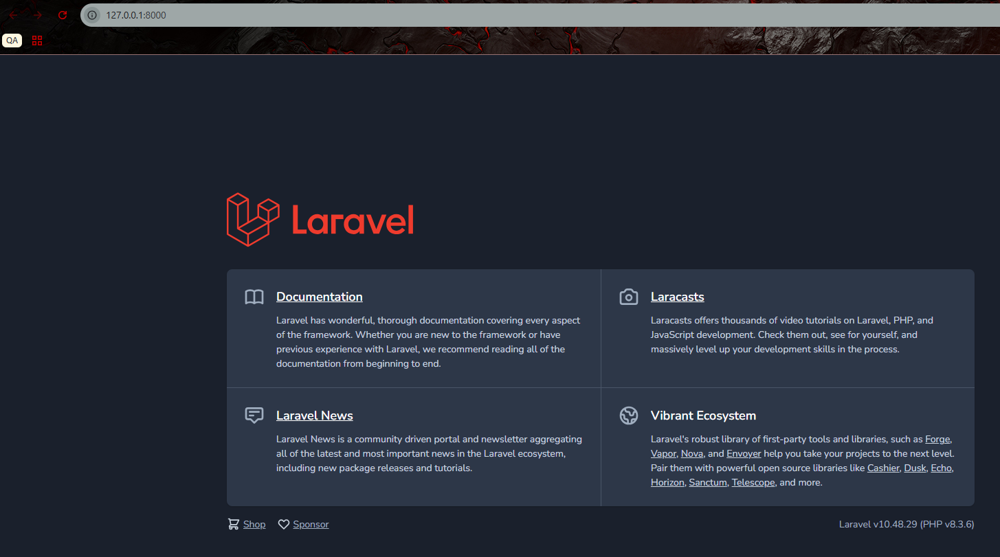 127.0.0.1:8000
QA
Laravel
Documentation
Laravel has wonderful, thorough documentation covering every aspect
of the framework. Whether you are new to the framework or have
previous experience with Laravel, we recommend reading all of the
documentation from beginning to end.
Laracasts
Laracasts offers thousands of video tutorials on Laravel, PHP, and
JavaScript development. Check them out, see for yourself, and
massively level up your development skills in the process.
Laravel News
Laravel News is a community driven portal and newsletter aggregating
all of the latest and most important news in the Laravel ecosystem,
including new package releases and tutorials.
Vibrant Ecosystem
Laravel's robust library of first-party tools and libraries, such as Forge,
Vapor, Nova, and Envoyer help you take your projects to the next level.
Pair them with powerful open source libraries like Cashier, Dusk, Echo,
Horizon, Sanctum, Telescope, and more.
Shop
Sponsor
Laravel v10.48.29 (PHP v8.3.6)